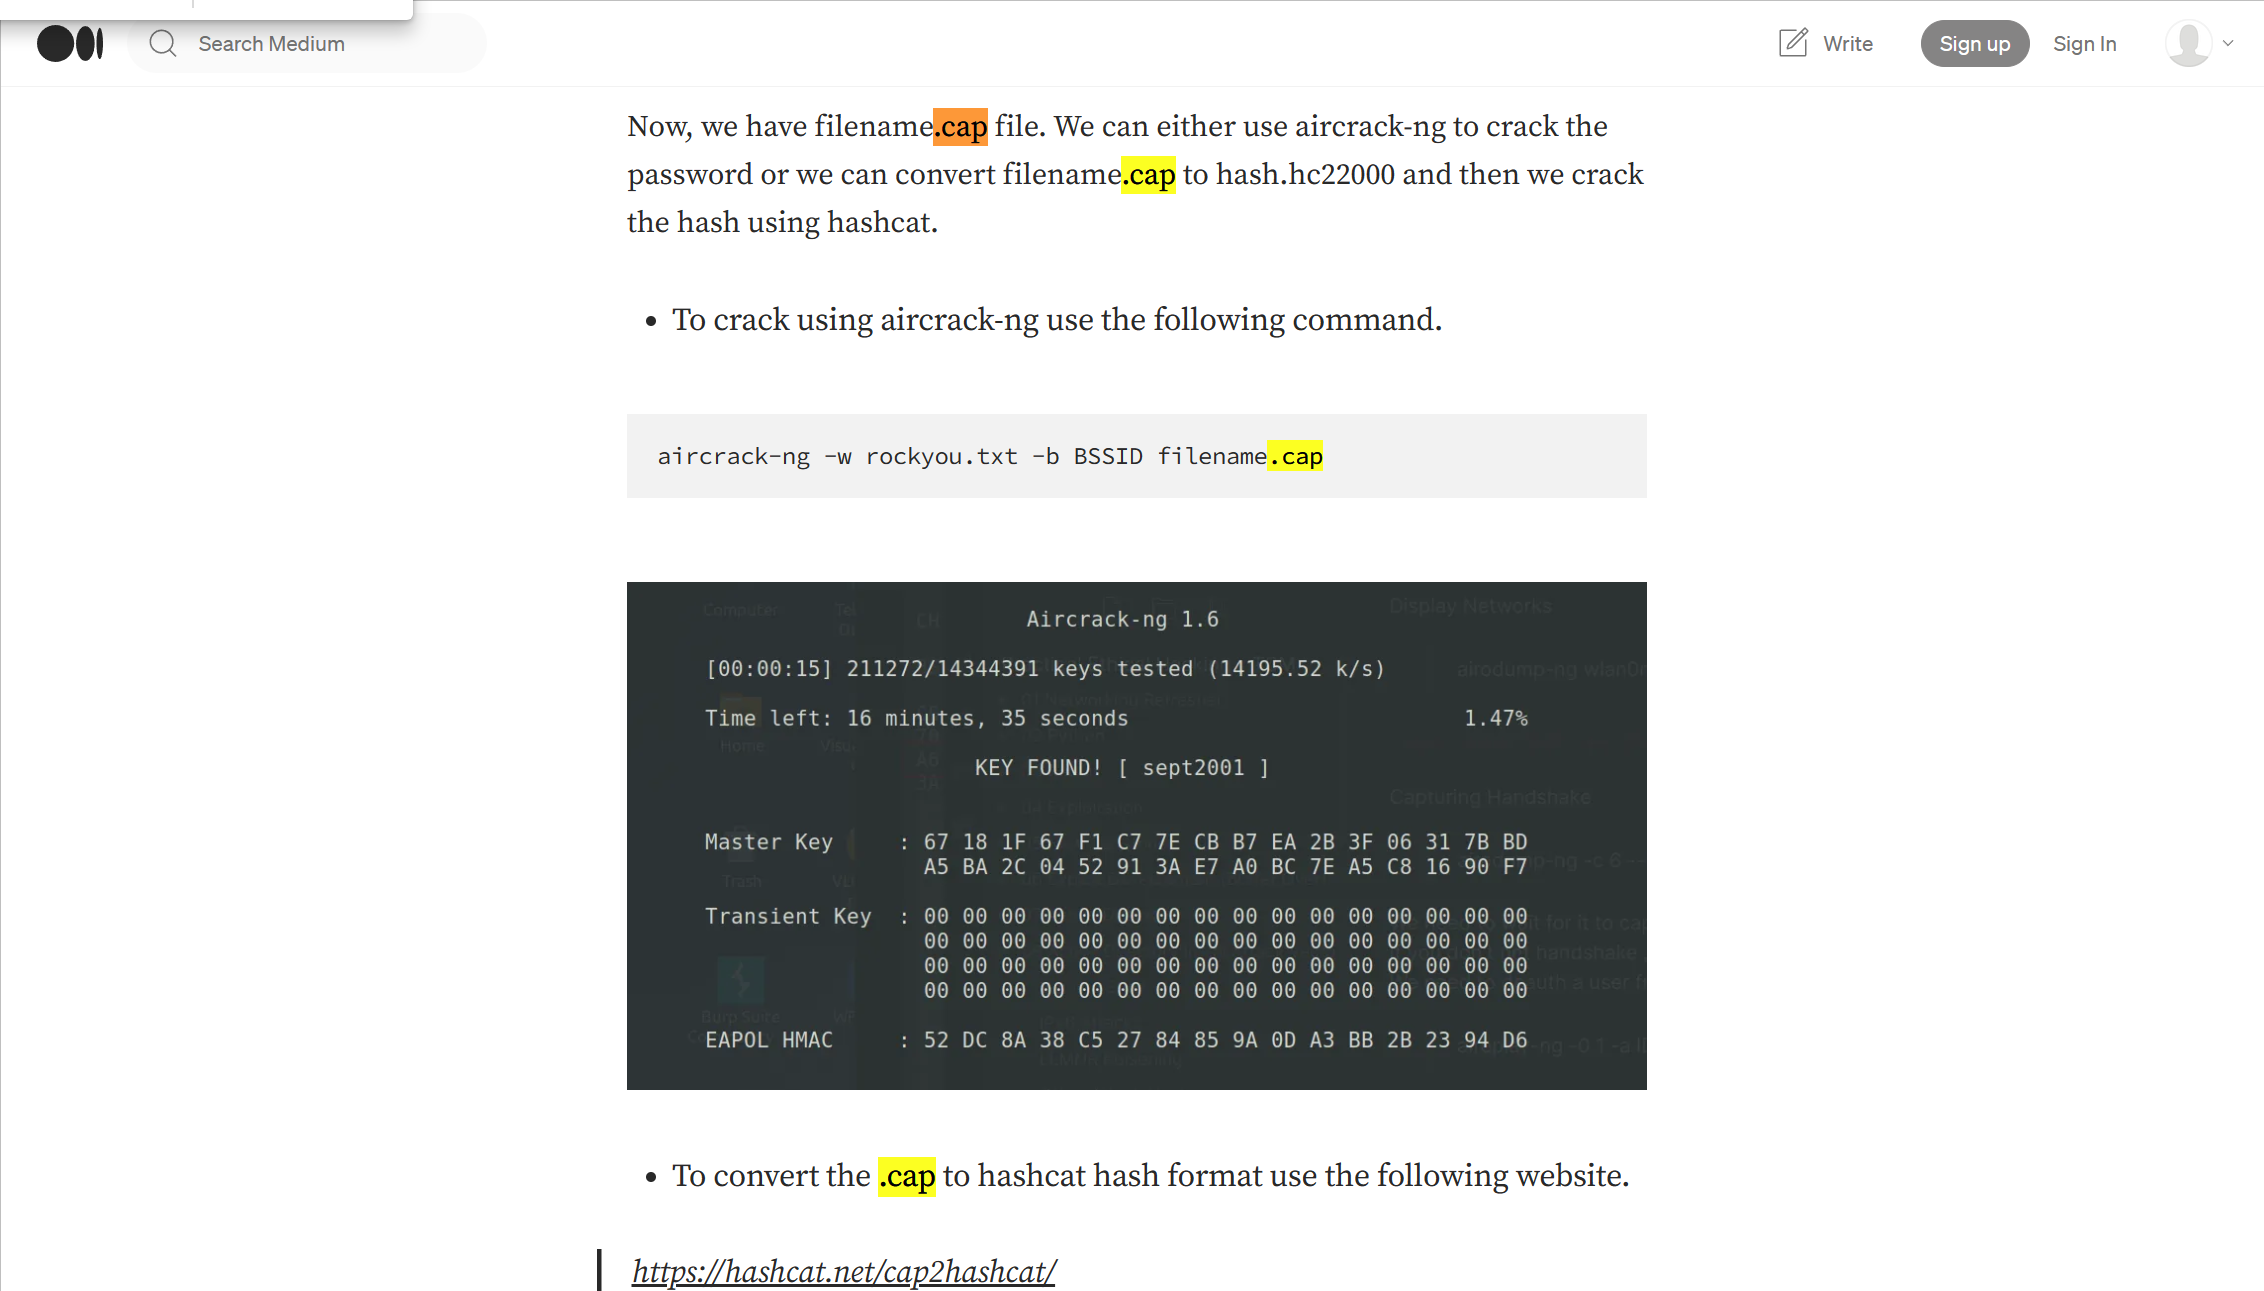 Search Medium
Write
Sign up
Sign In
Now, we have filename.cap file. We can either use aircrack-ng to crack the
password or we can convert filename.cap to hash.hc22000 and then we crack
the hash using hashcat.
• To crack using aircrack-ng use the following command.
aircrack-ng -w rockyou.txt -b BSSID filename.cap
Aircrack-ng 1.6
[00:00:15] 211272/14344391 keys tested (14195.52 k/s)
Time left: 16 minutes, 35 seconds 1.47%
KEY FOUND! [ sept2001 ]
Master Key : 67 18 1F 67 F1 C7 7E CB B7 EA 2B 3F 06 31 7B BD
A5 BA 2C 04 52 91 3A E7 A0 BC 7E A5 C8 16 90 F7
Transient Key : 00 00 00 00 00 00 00 00 00 00 00 00 00 00 00 00
00 00 00 00 00 00 00 00 00 00 00 00 00 00 00 00
00 00 00 00 00 00 00 00 00 00 00 00 00 00 00 00
00 00 00 00 00 00 00 00 00 00 00 00 00 00 00 00
EAPOL HMAC : 52 DC 8A 38 C5 27 84 85 9A 0D A3 BB 2B 23 94 D6
Computer
Display Networks
Home
Capturing Handshake
Trash
• To convert the .cap to hashcat hash format use the following website.
https://hashcat.net/cap2hashcat/